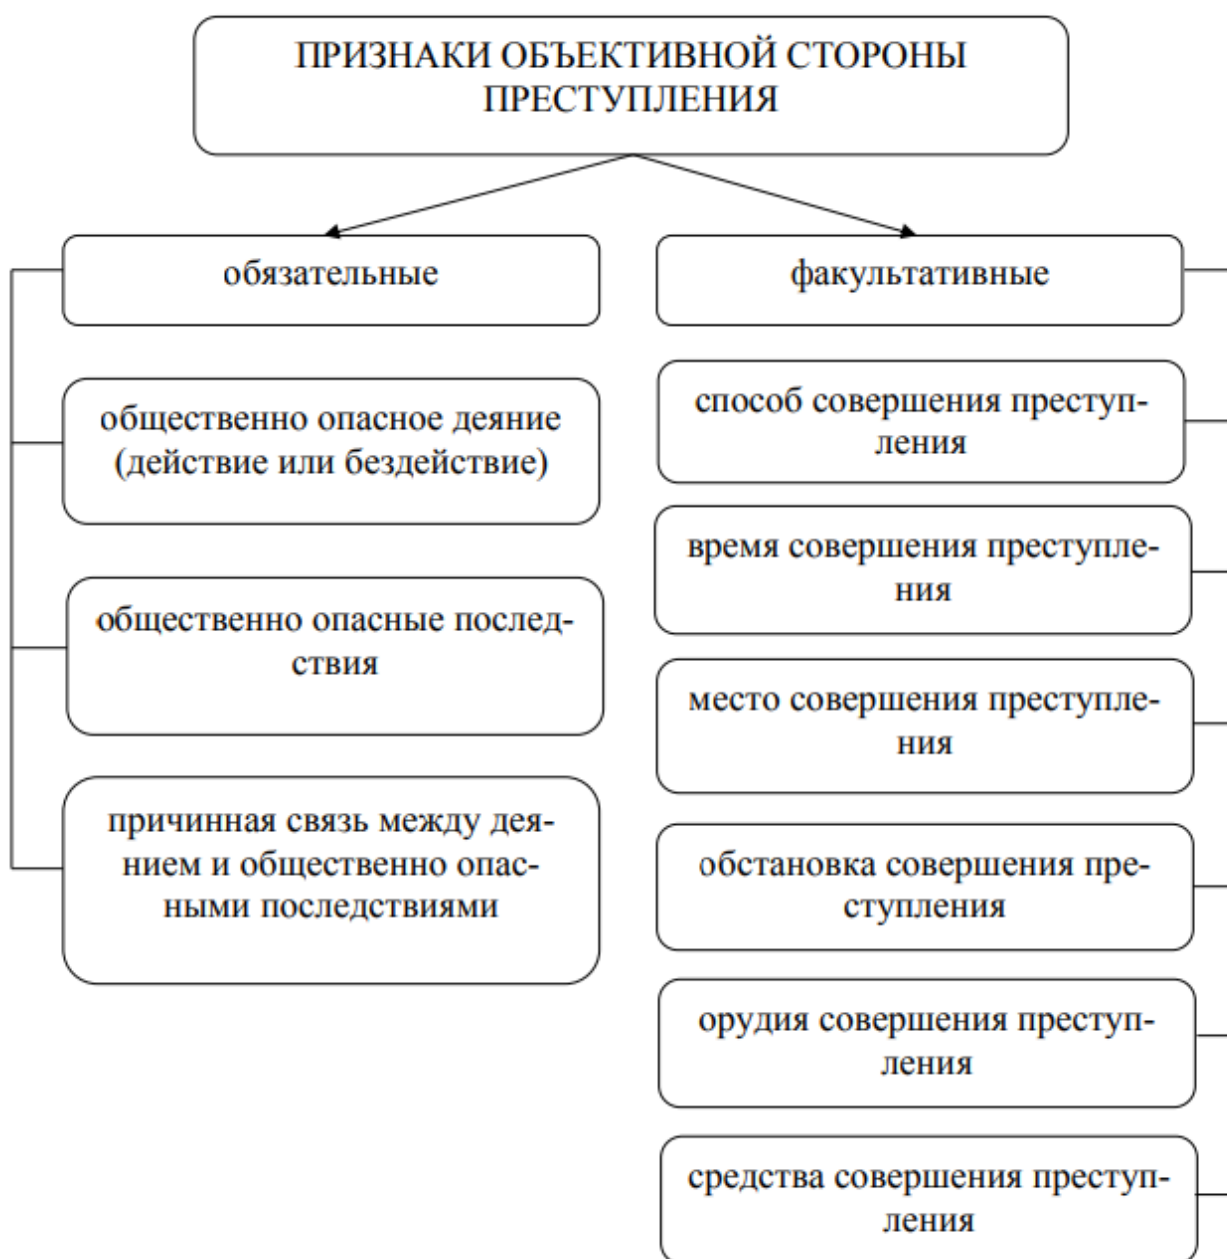 ПРИЗНАКИ ОБЪЕКТИВНОЙ СТОРОНЫ
ПРЕСТУПЛЕНИЯ
обязательные
общественно опасное деяние
(действие или бездействие)
общественно опасные послед-
ствия
причинная связь между дея-
нием и общественно опас-
ными последствиями
факультативные
способ совершения преступ-
ления
время совершения преступле-
ния
место совершения преступле-
ния
обстановка совершения пре-
ступления
орудия совершения преступ-
ления
средства совершения преступ-
ления